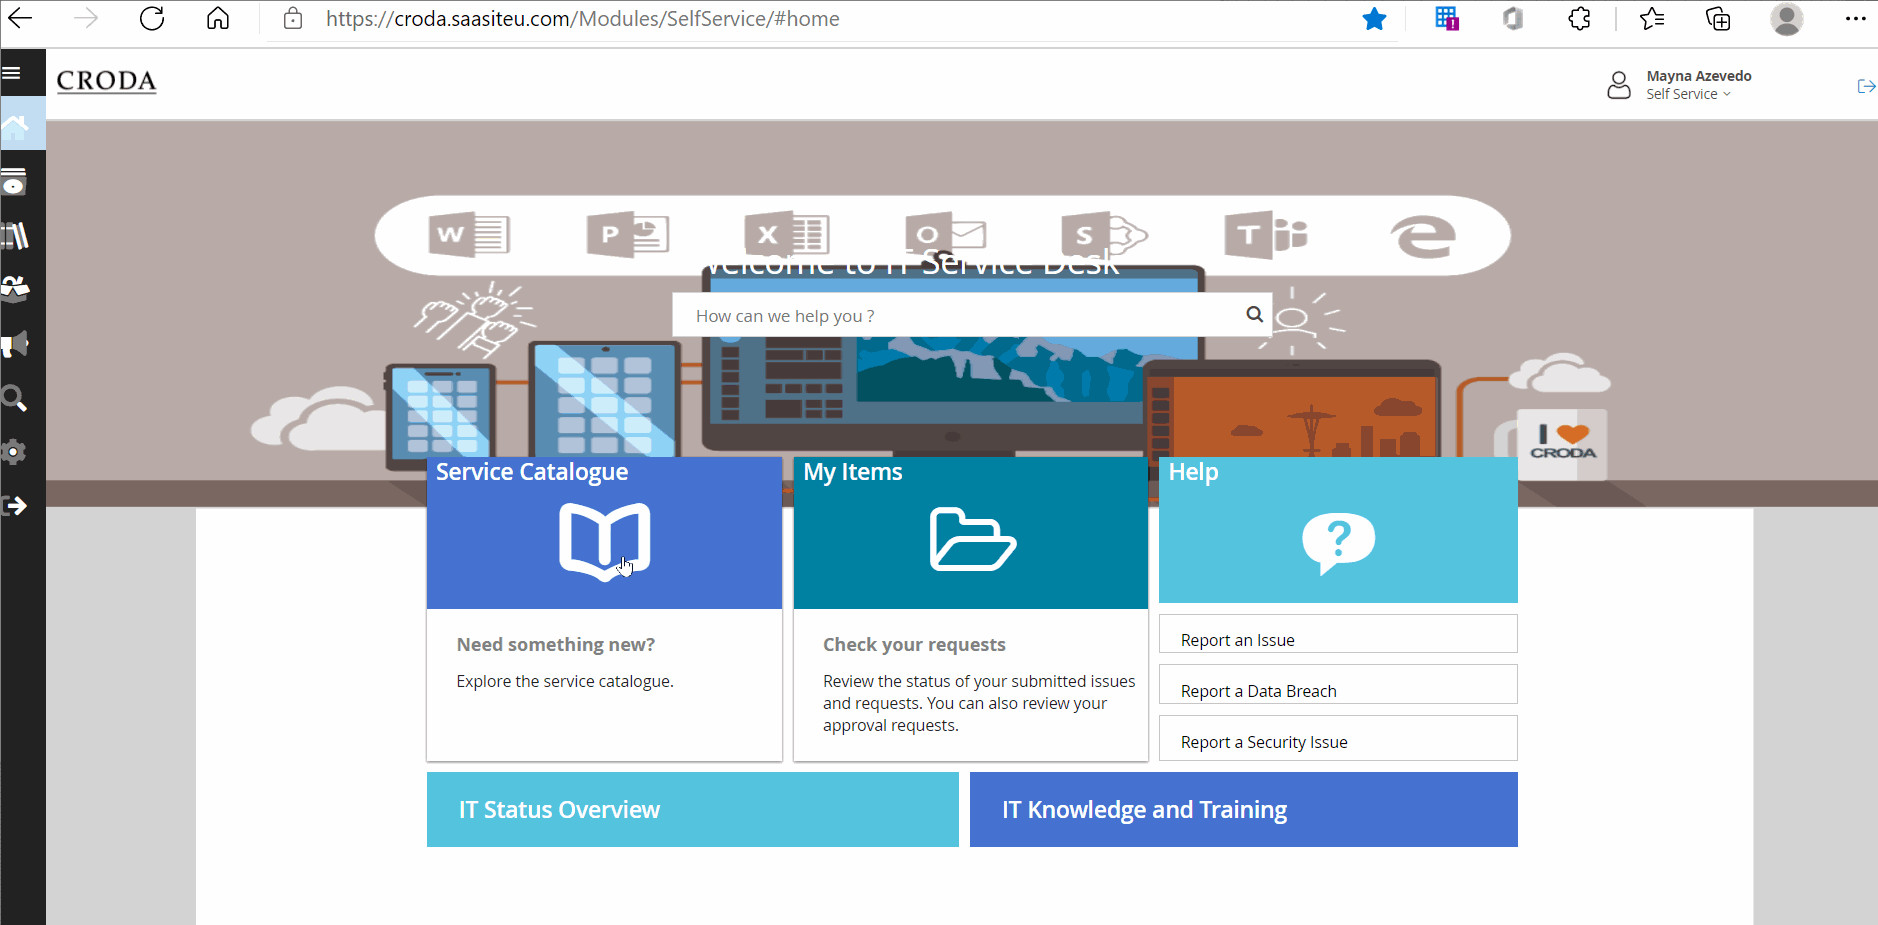 https://croda.saasiteu.com/Modules/SelfService/#home
CRODA
Mayna Azevedo
Self Service
W P X O S T
Welcome to IT Service Desk
How can we help you ?
I
CRODA
Service Catalogue
My Items
Help
Need something new?
Explore the service catalogue.
Check your requests
Review the status of your submitted issues
and requests. You can also review your
approval requests.
Report an Issue
Report a Data Breach
Report a Security Issue
IT Status Overview
IT Knowledge and Training